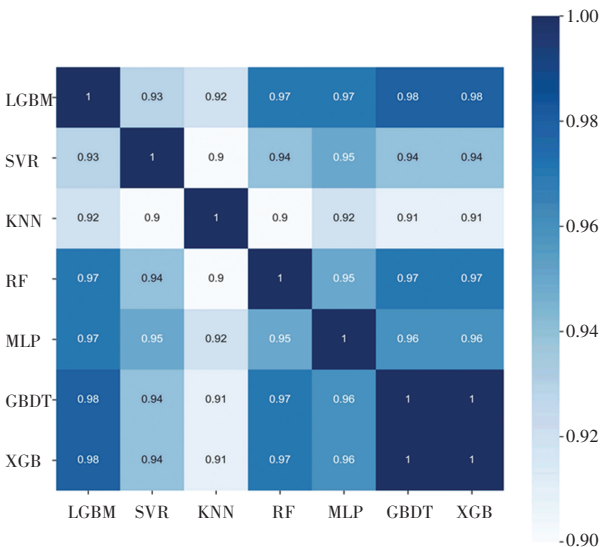 1.00
LGBM 1 0.93 0.92 0.97 0.97 0.98 0.98
0.98
SVR 0.93 1 0.9 0.94 0.95 0.94 0.94
KNN 0.92 0.9 1 0.9 0.92 0.91 0.91
0.96
RF 0.97 0.94 0.9 1 0.95 0.97 0.97
0.94
MLP 0.97 0.95 0.92 0.95 1 0.96 0.96
GBDT 0.98 0.94 0.91 0.97 0.96 1 1
0.92
XGB 0.98 0.94 0.91 0.97 0.96 1 1
LGBM SVR KNN RF MLP GBDT XGB
0.90